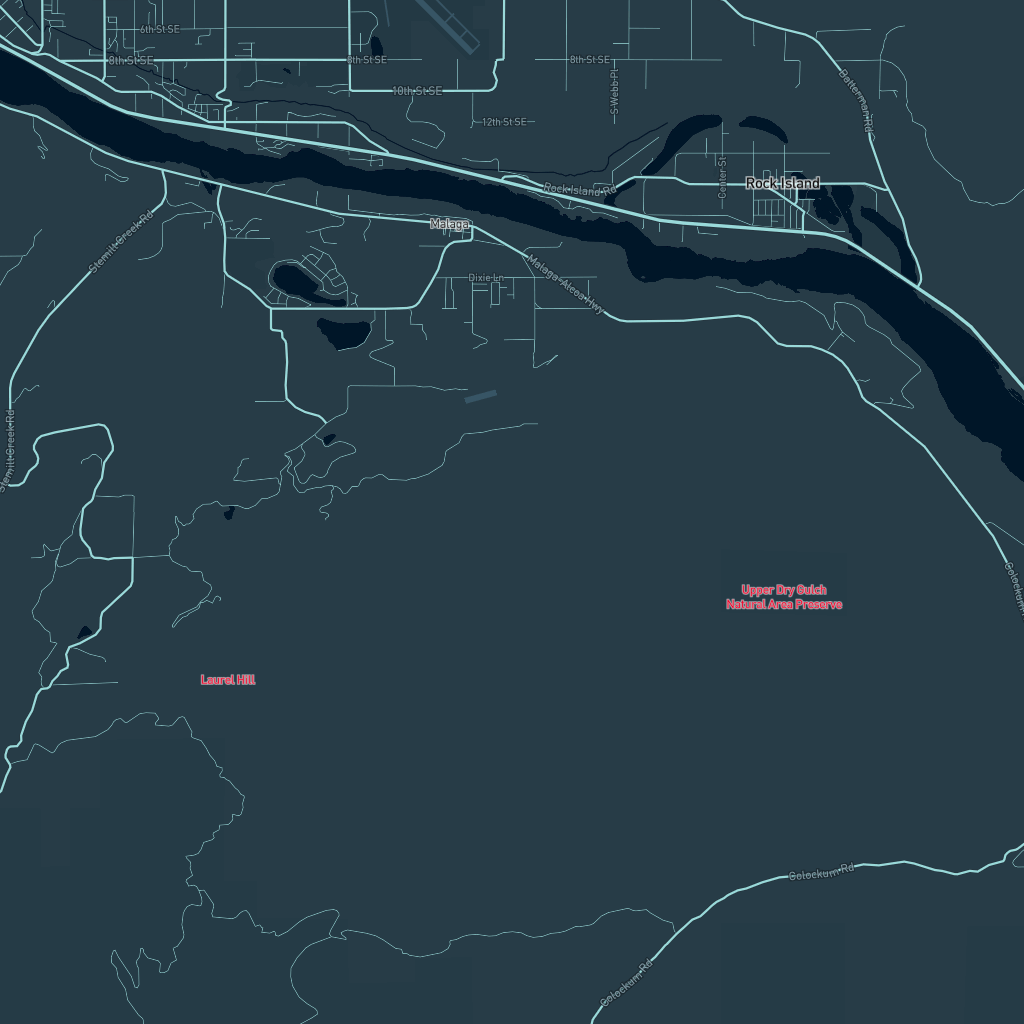 6th St SE
8th St SE
8th St SE
8th St SE
10th St SE
12th St SE
S Webb Pl
Batterman Rd
Center St
Rock Island
Rock Island Rd
Malaga
Stemilt Creek Rd
Dixie Ln
Malaga-Alcoa Hwy
Stemilt Creek Rd
Colockum
Upper Dry Gulch
Natural Area Preserve
Laurel Hill
Colockum Rd
Colockum Rd